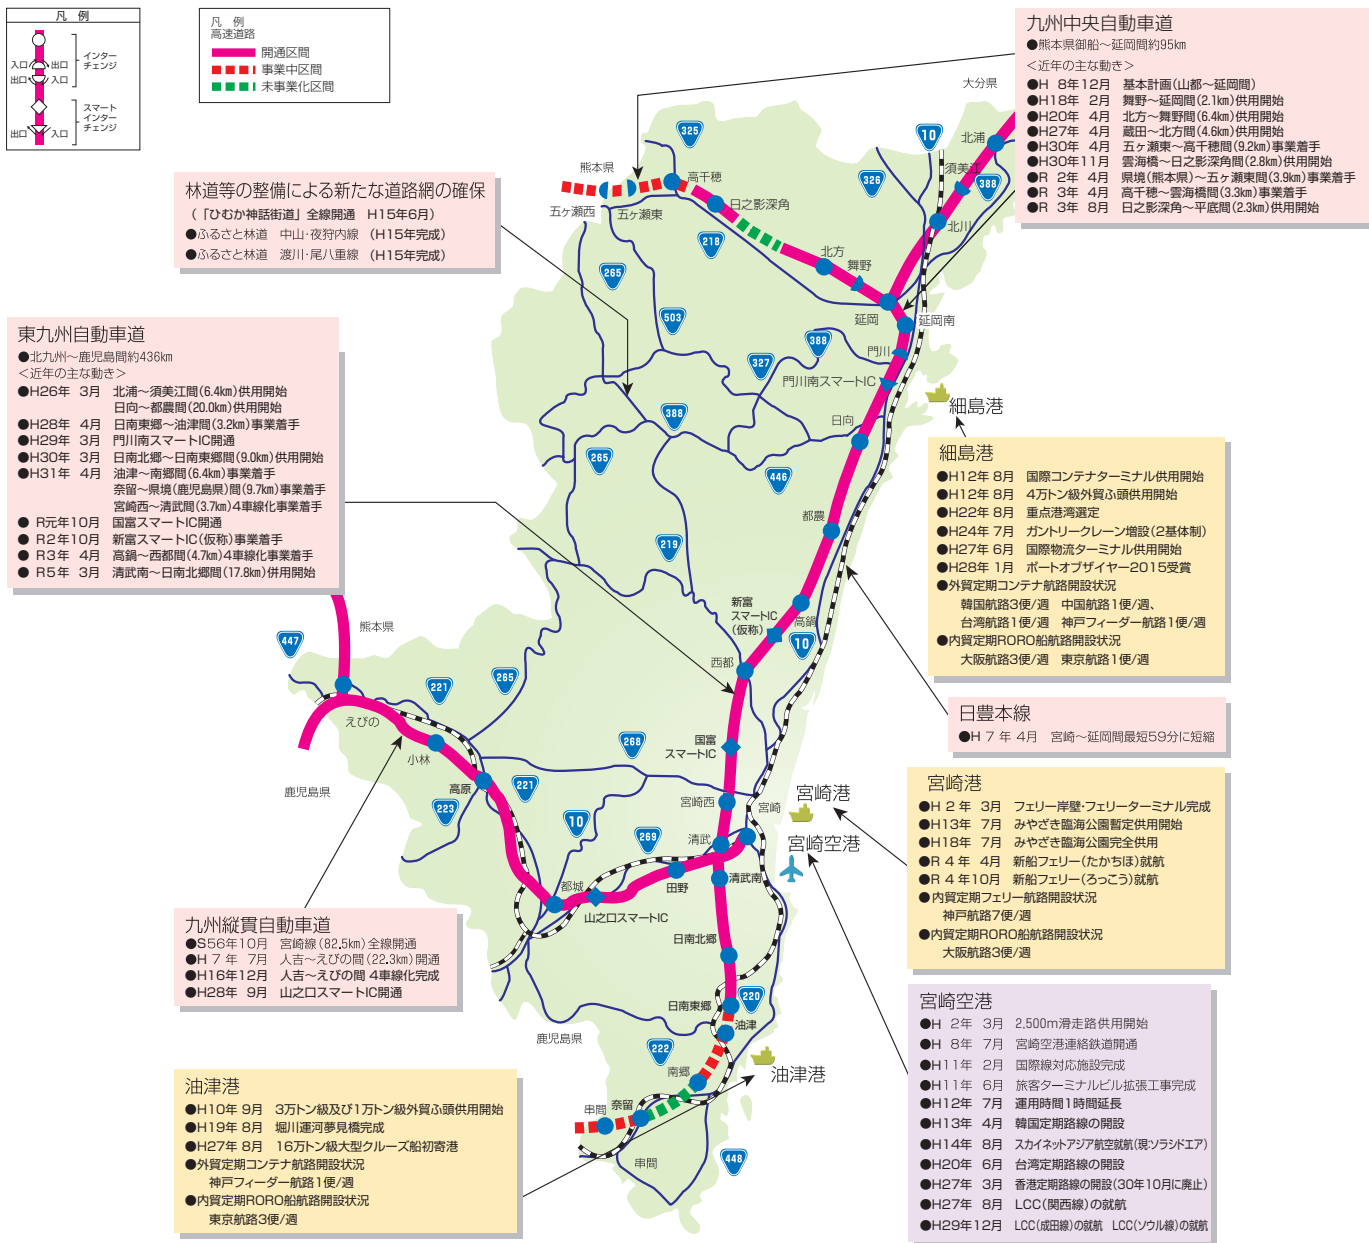 凡 例
インター
チェンジ
入口 出口
出口 入口
スマート
インター
チェンジ
出口 入口
凡 例
高速道路
開通区間
事業中区間
未事業化区間
九州中央自動車道
●熊本県御船～延岡間約95km
＜近年の主な動き＞
●H 8年12月 基本計画(山都～延岡間)
●H18年 2月 舞野～延岡間(2.1km)供用開始
●H20年 4月 北方～舞野間(6.4km)供用開始
●H27年 4月 蔵田～北方間(4.6km)供用開始
●H30年 4月 五ヶ瀬東～高千穂間(9.2km)事業着手
●H30年11月 雲海橋～日之影深角間(2.8km)供用開始
●R 2年 4月 県境(熊本県)～五ヶ瀬東間(3.9km)事業着手
●R 3年 4月 高千穂～雲海橋間(3.3km)事業着手
●R 3年 8月 日之影深角～平底間(2.3km)供用開始
林道等の整備による新たな道路網の確保
(「ひむか神話街道」全線開通 H15年6月)
●ふるさと林道 中山・夜狩内線 (H15年完成)
●ふるさと林道 渡川・尾八重線 (H15年完成)
東九州自動車道
●北九州～鹿児島間約436km
＜近年の主な動き＞
●H26年 3月 北浦～須美江間(6.4km)供用開始
日向～都農間(20.0km)供用開始
●H28年 4月 日南東郷～油津間(3.2km)事業着手
●H29年 3月 門川南スマートIC開通
●H30年 3月 日南北郷～日南東郷間(9.0km)供用開始
●H31年 4月 油津～南郷間(6.4km)事業着手
奈留～県境(鹿児島県)間(9.7km)事業着手
宮崎西～清武間(3.7km)4車線化事業着手
● R元年10月 国富スマートIC開通
● R2年10月 新富スマートIC(仮称)事業着手
● R3年 4月 高鍋～西都間(4.7km)4車線化事業着手
● R5年 3月 清武南～日南北郷間(17.8km)併用開始
大分県
325
10
北浦
須美江
388
326
熊本県
高千穂
五ヶ瀬西
五ヶ瀬東
日之影深角
北川
218
北方
舞野
265
延岡
延岡南
503
388
門川
327
門川南スマートIC
388
日向
細島港
265
446
都農
219
新富
スマートIC
(仮称)
高鍋
10
西都
447
熊本県
221
265
えびの
268
国富
スマートIC
小林
高原
鹿児島県
221
223
宮崎西
宮崎
宮崎港
10
269
清武
宮崎空港
清武南
田野
都城
山之口スマートIC
日南北郷
日南東郷
220
油津
鹿児島県
222
南郷
油津港
串間
奈留
串間
448
細島港
●H12年 8月 国際コンテナターミナル供用開始
●H12年 8月 4万トン級外貿ふ頭供用開始
●H22年 8月 重点港湾選定
●H24年 7月 ガントリークレーン増設(2基体制)
●H27年 6月 国際物流ターミナル供用開始
●H28年 1月 ポートオブザイヤー2015受賞
●外貿定期コンテナ航路開設状況
韓国航路3便/週 中国航路1便/週、
台湾航路1便/週 神戸フィーダー航路1便/週
●内貿定期RORO船航路開設状況
大阪航路3便/週 東京航路1便/週
日豊本線
●H 7 年 4月 宮崎～延岡間最短59分に短縮
宮崎港
●H 2 年 3月 フェリー岸壁・フェリーターミナル完成
●H13年 7月 みやざき臨海公園暫定供用開始
●H18年 7月 みやざき臨海公園完全供用
●R 4 年 4月 新船フェリー(たかちほ)就航
●R 4 年10月 新船フェリー(ろっこう)就航
●内貿定期フェリー航路開設状況
神戸航路7便/週
●内貿定期RORO船航路開設状況
大阪航路3便/週
九州縦貫自動車道
●S56年10月 宮崎線(82.5km)全線開通
●H 7 年 7月 人吉～えびの間(22.3km)開通
●H16年12月 人吉～えびの間 4車線化完成
●H28年 9月 山之口スマートIC開通
宮崎空港
●H 2年 3月 2,500m滑走路供用開始
●H 8年 7月 宮崎空港連絡鉄道開通
●H11年 2月 国際線対応施設完成
●H11年 6月 旅客ターミナルビル拡張工事完成
●H12年 7月 運用時間1時間延長
●H13年 4月 韓国定期路線の開設
●H14年 8月 スカイネットアジア航空就航(現ソラシドエア)
●H20年 6月 台湾定期路線の開設
●H27年 3月 香港定期路線の開設(30年10月に廃止)
●H27年 8月 LCC(関西線)の就航
●H29年12月 LCC(成田線)の就航 LCC(ソウル線)の就航
油津港
●H10年 9月 3万トン級及び1万トン級外貿ふ頭供用開始
●H19年 8月 堀川運河夢見橋完成
●H27年 8月 16万トン級大型クルーズ船初寄港
●外貿定期コンテナ航路開設状況
神戸フィーダー航路1便/週
●内貿定期RORO船航路開設状況
東京航路3便/週